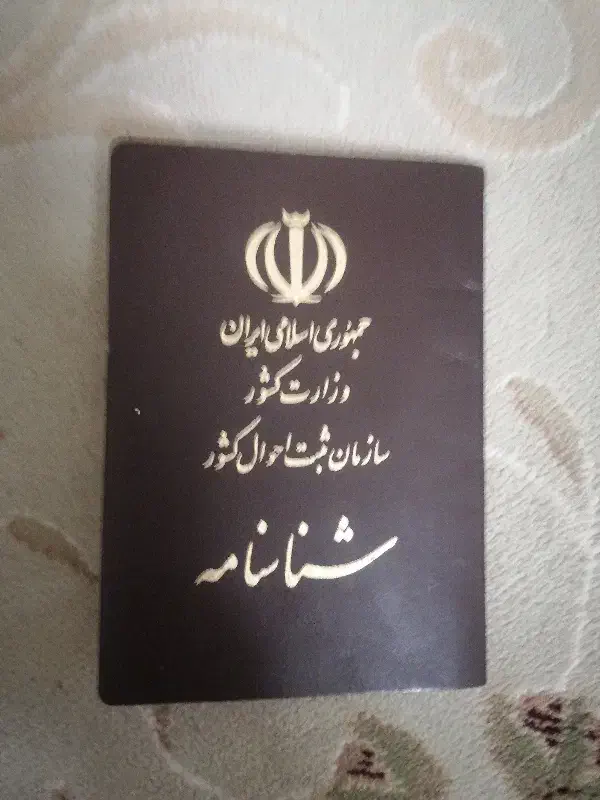 جمهوری اسلامی ایران
وزارت کشور
سازمان ثبت احوال کشور
شناسنامه